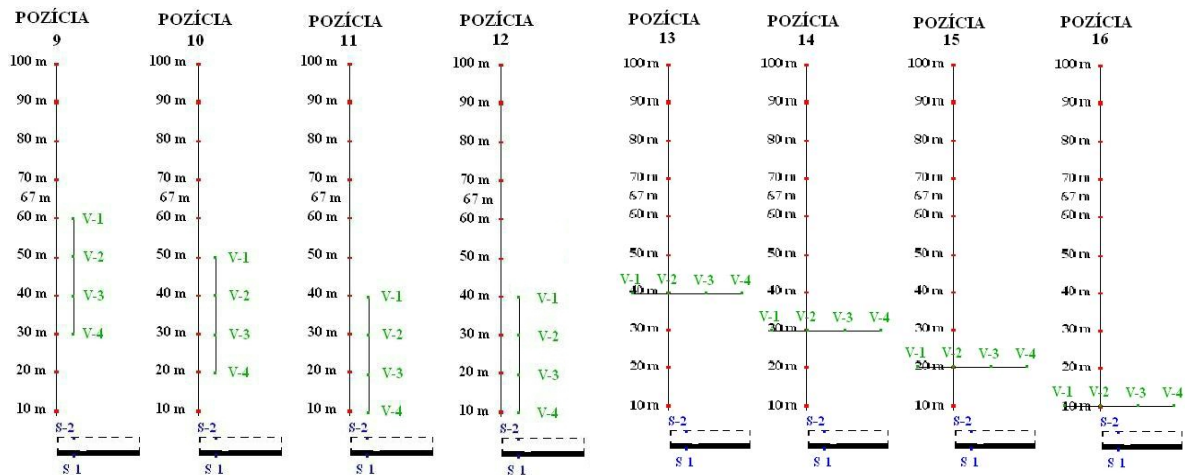 POZÍCIA POZÍCIA POZÍCIA POZÍCIA POZÍCIA POZÍCIA POZÍCIA POZÍCIA
9 10 11 12 13 14 15 16
100 m 100 m 100 m 100 m 100 m 100 m 100 m 100 m
90 m 90 m 90 m 90 m 90 m 90 m 90 m 90 m
80 m 80 m 80 m 80 m 80 m 80 m 80 m 80 m
70 m 70 m 70 m 70 m 70 m 70 m 70 m 70 m
67 m 67 m 67 m 67 m 67 m 67 m 67 m 67 m
60 m V-1 60 m 60 m 60 m 60 m 60 m 60 m 60 m
50 m V-2 50 m V-1 50 m 50 m 50 m 50 m 50 m 50 m
V-1 V-2 V-3 V-4
40 m V-3 40 m V-2 40 m V-1 40 m V-1 40 m 40 m 40 m 40 m
V-1 V-2 V-3 V-4
30 m V-4 30 m V-3 30 m V-2 30 m V-2 30 m 30 m 30 m 30 m
V-1 V-2 V-3 V-4
20 m 20 m V-4 20 m V-3 20 m V-3 20 m 20 m 20 m 20 m
V-1 V-2 V-3 V-4
10 m 10 m 10 m V-4 10 m V-4 10 m 10 m 10 m 10 m
S-2 S-2 S-2 S-2 S-2 S-2 S-2 S-2
S 1 S 1 S 1 S 1 S 1 S 1 S 1 S 1